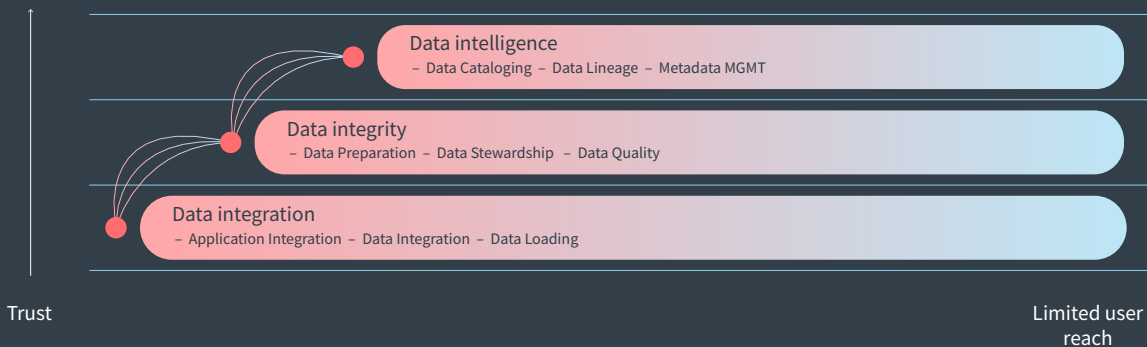 Data intelligence
– Data Cataloging – Data Lineage – Metadata MGMT
Data integrity
– Data Preparation – Data Stewardship – Data Quality
Data integration
– Application Integration – Data Integration – Data Loading
Trust
Limited user
reach